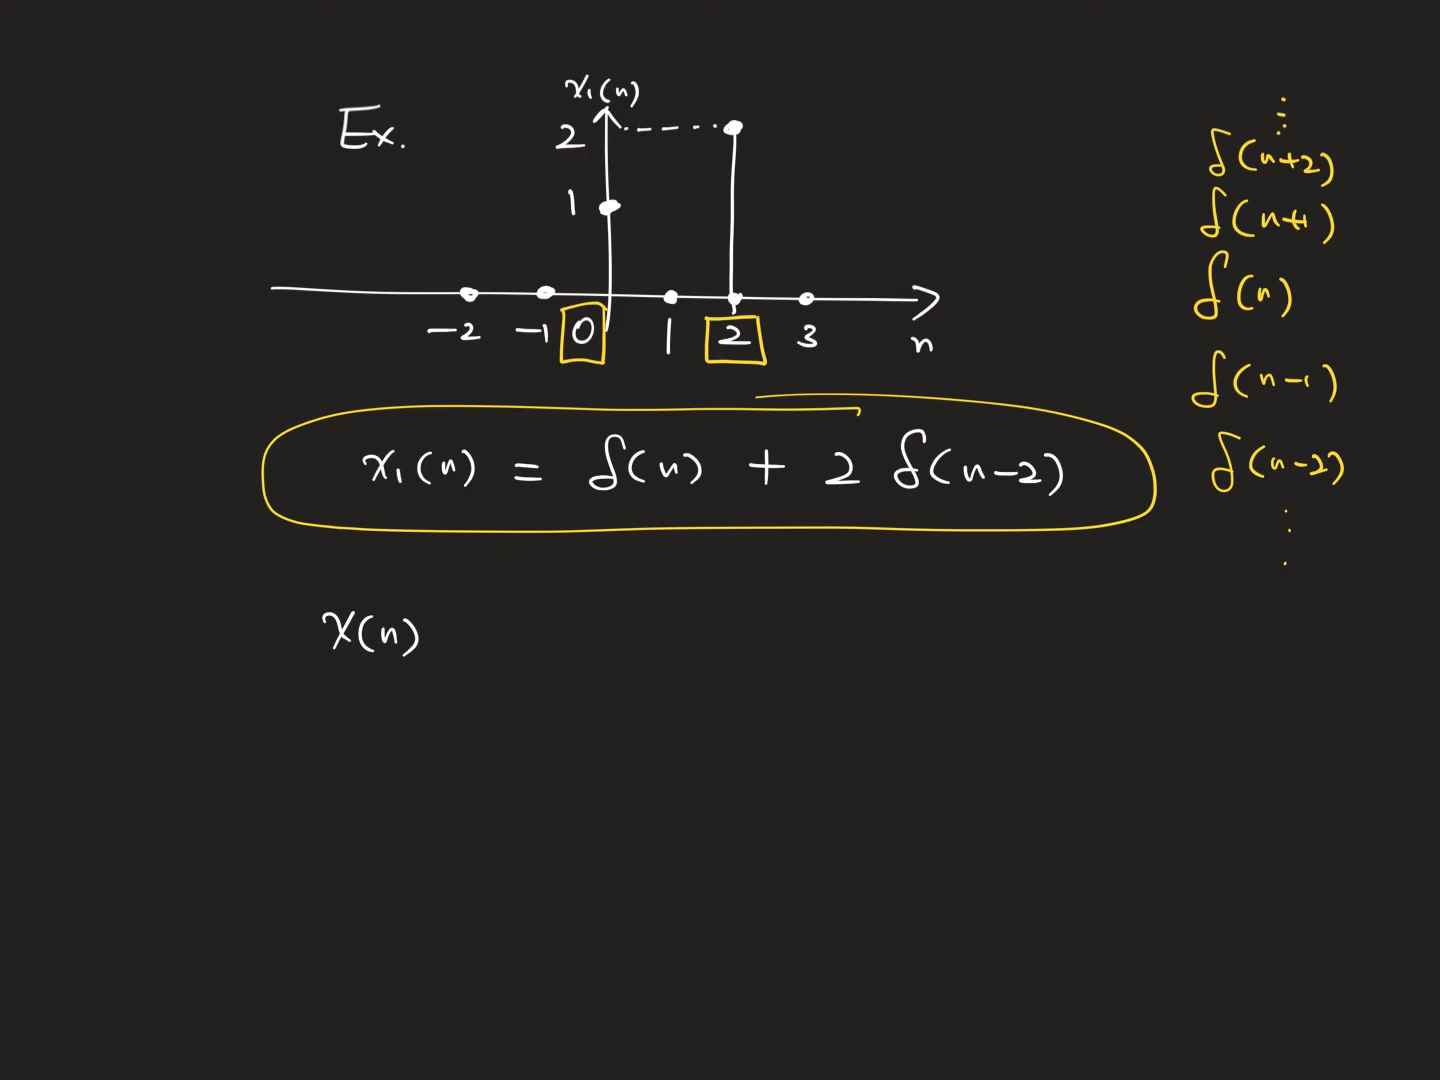 x₁(n)
Ex.
2
1
-2 -1 0 1 2 3 n
x₁(n) = δ(n) + 2 δ(n-2)
x(n)
⋮
δ(n+2)
δ(n+1)
δ(n)
δ(n-1)
δ(n-2)
⋮